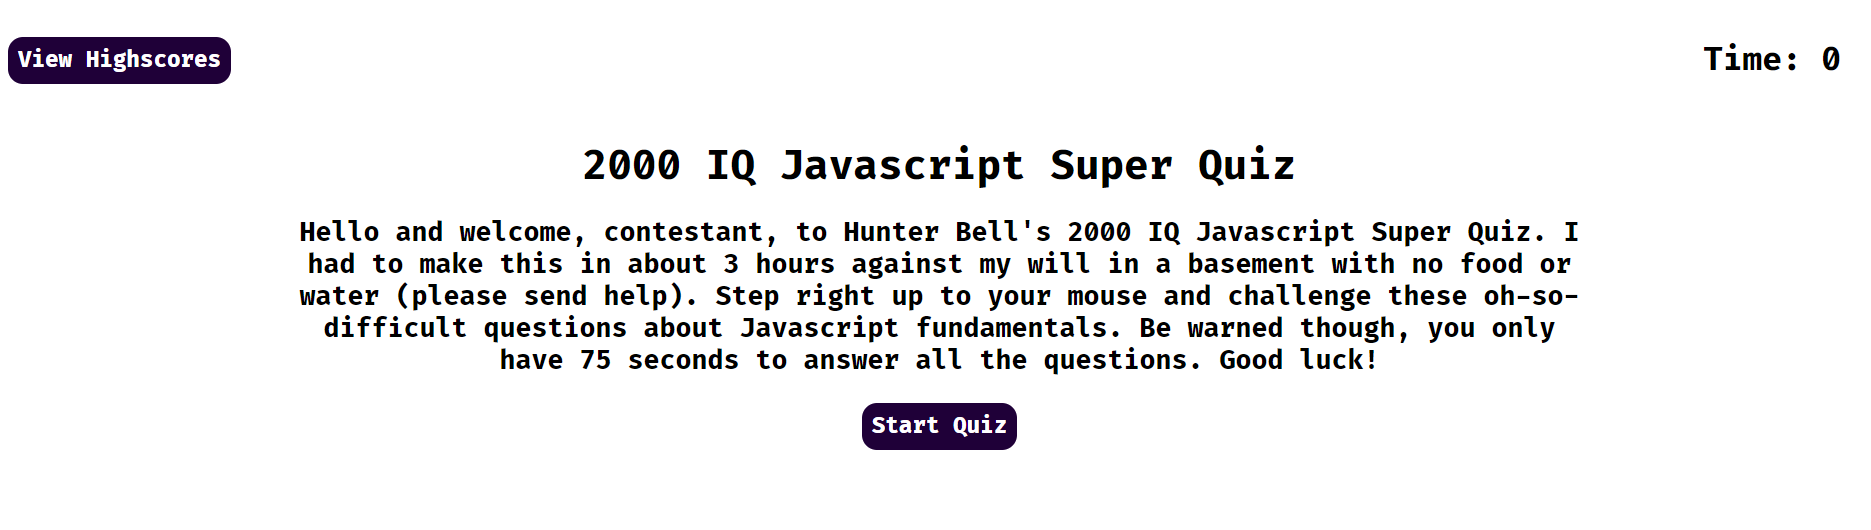 View Highscores
Time: 0
2000 IQ Javascript Super Quiz
Hello and welcome, contestant, to Hunter Bell's 2000 IQ Javascript Super Quiz. I
had to make this in about 3 hours against my will in a basement with no food or
water (please send help). Step right up to your mouse and challenge these oh-so-
difficult questions about Javascript fundamentals. Be warned though, you only
have 75 seconds to answer all the questions. Good luck!
Start Quiz